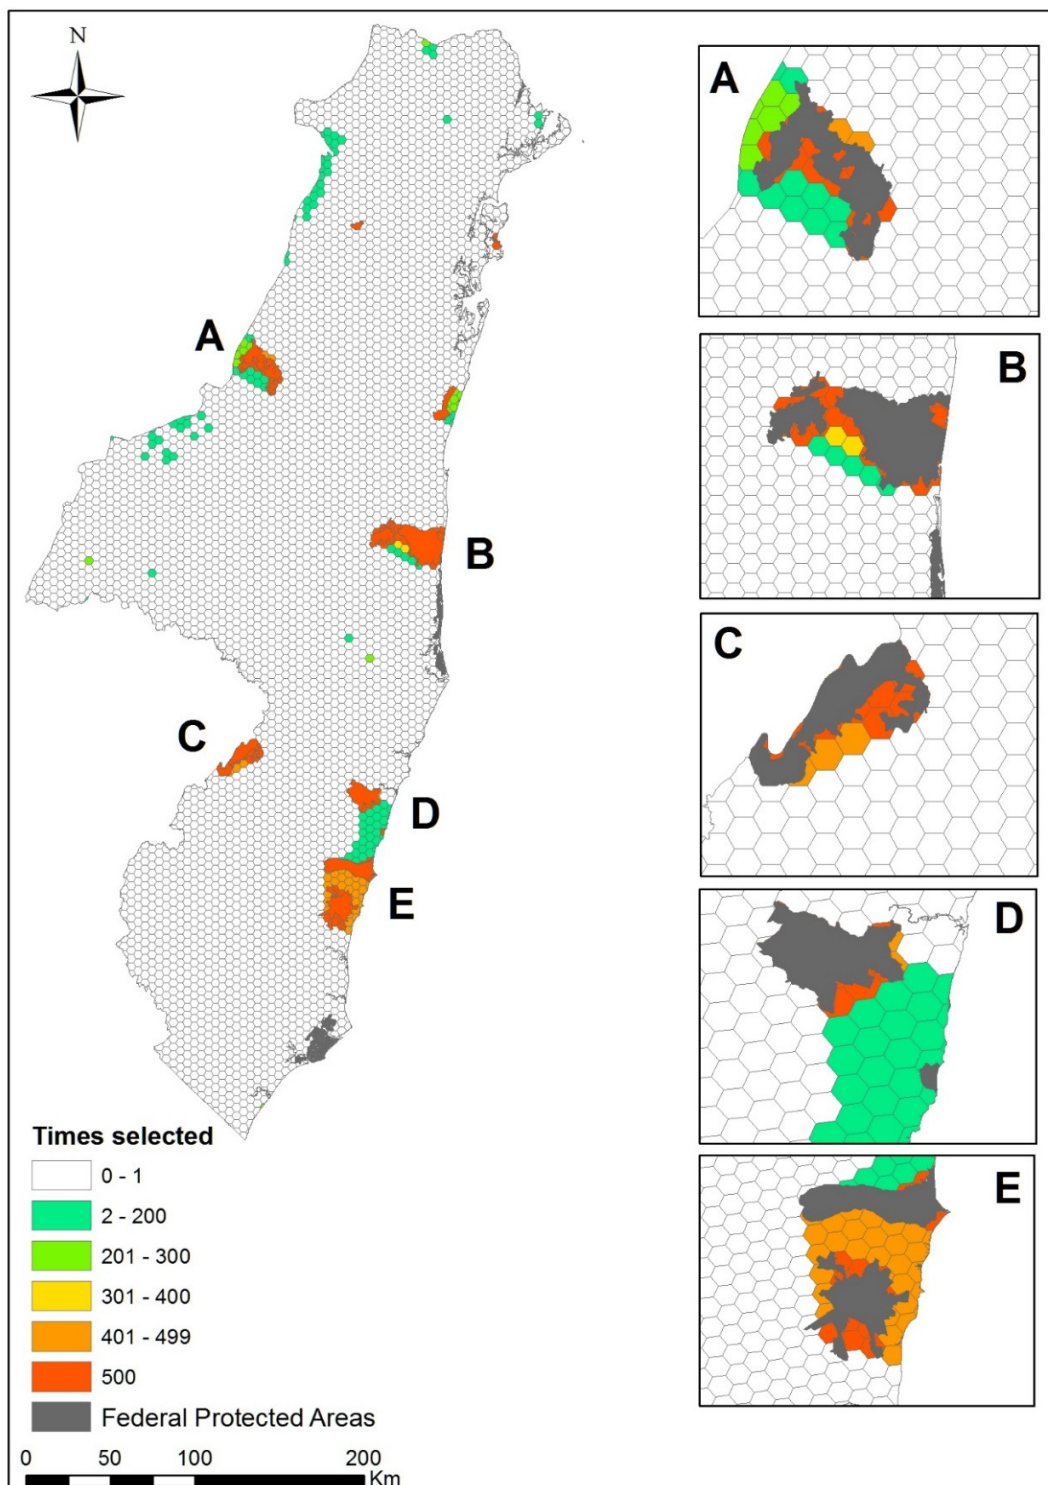 N
A
B
C
D
E
A
B
C
D
E
Times selected
0 - 1
2 - 200
201 - 300
301 - 400
401 - 499
500
Federal Protected Areas
0 50 100 200
Km